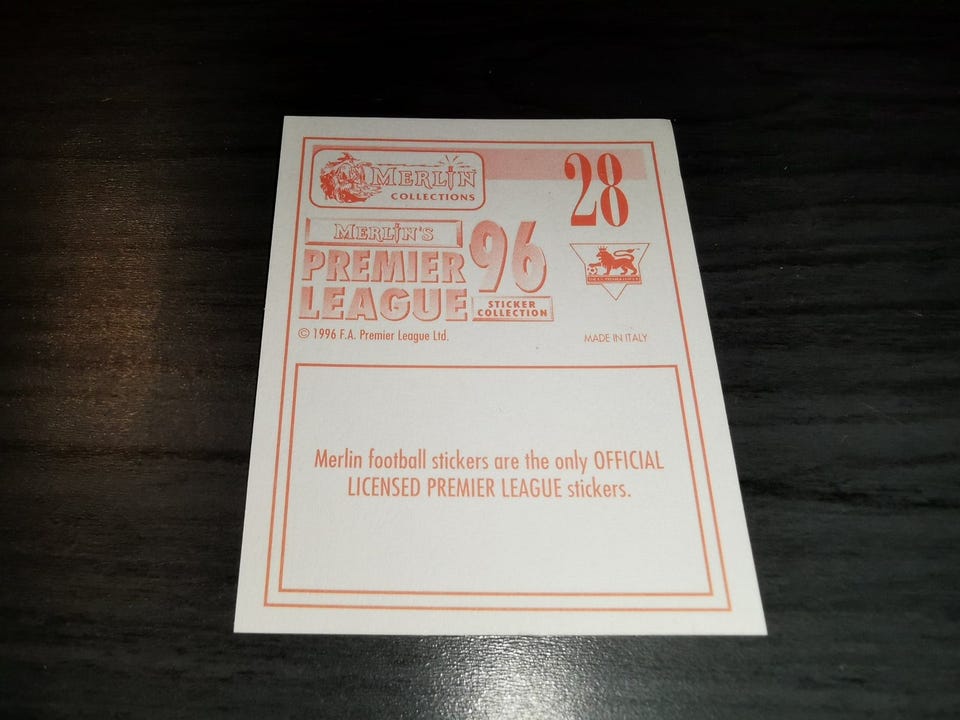 MERLIN
COLLECTIONS
28
MERLIN'S
PREMIER
LEAGUE
96
STICKER
COLLECTION
© 1996 F.A. Premier League Ltd.
MADE IN ITALY
Merlin football stickers are the only OFFICIAL
LICENSED PREMIER LEAGUE stickers.